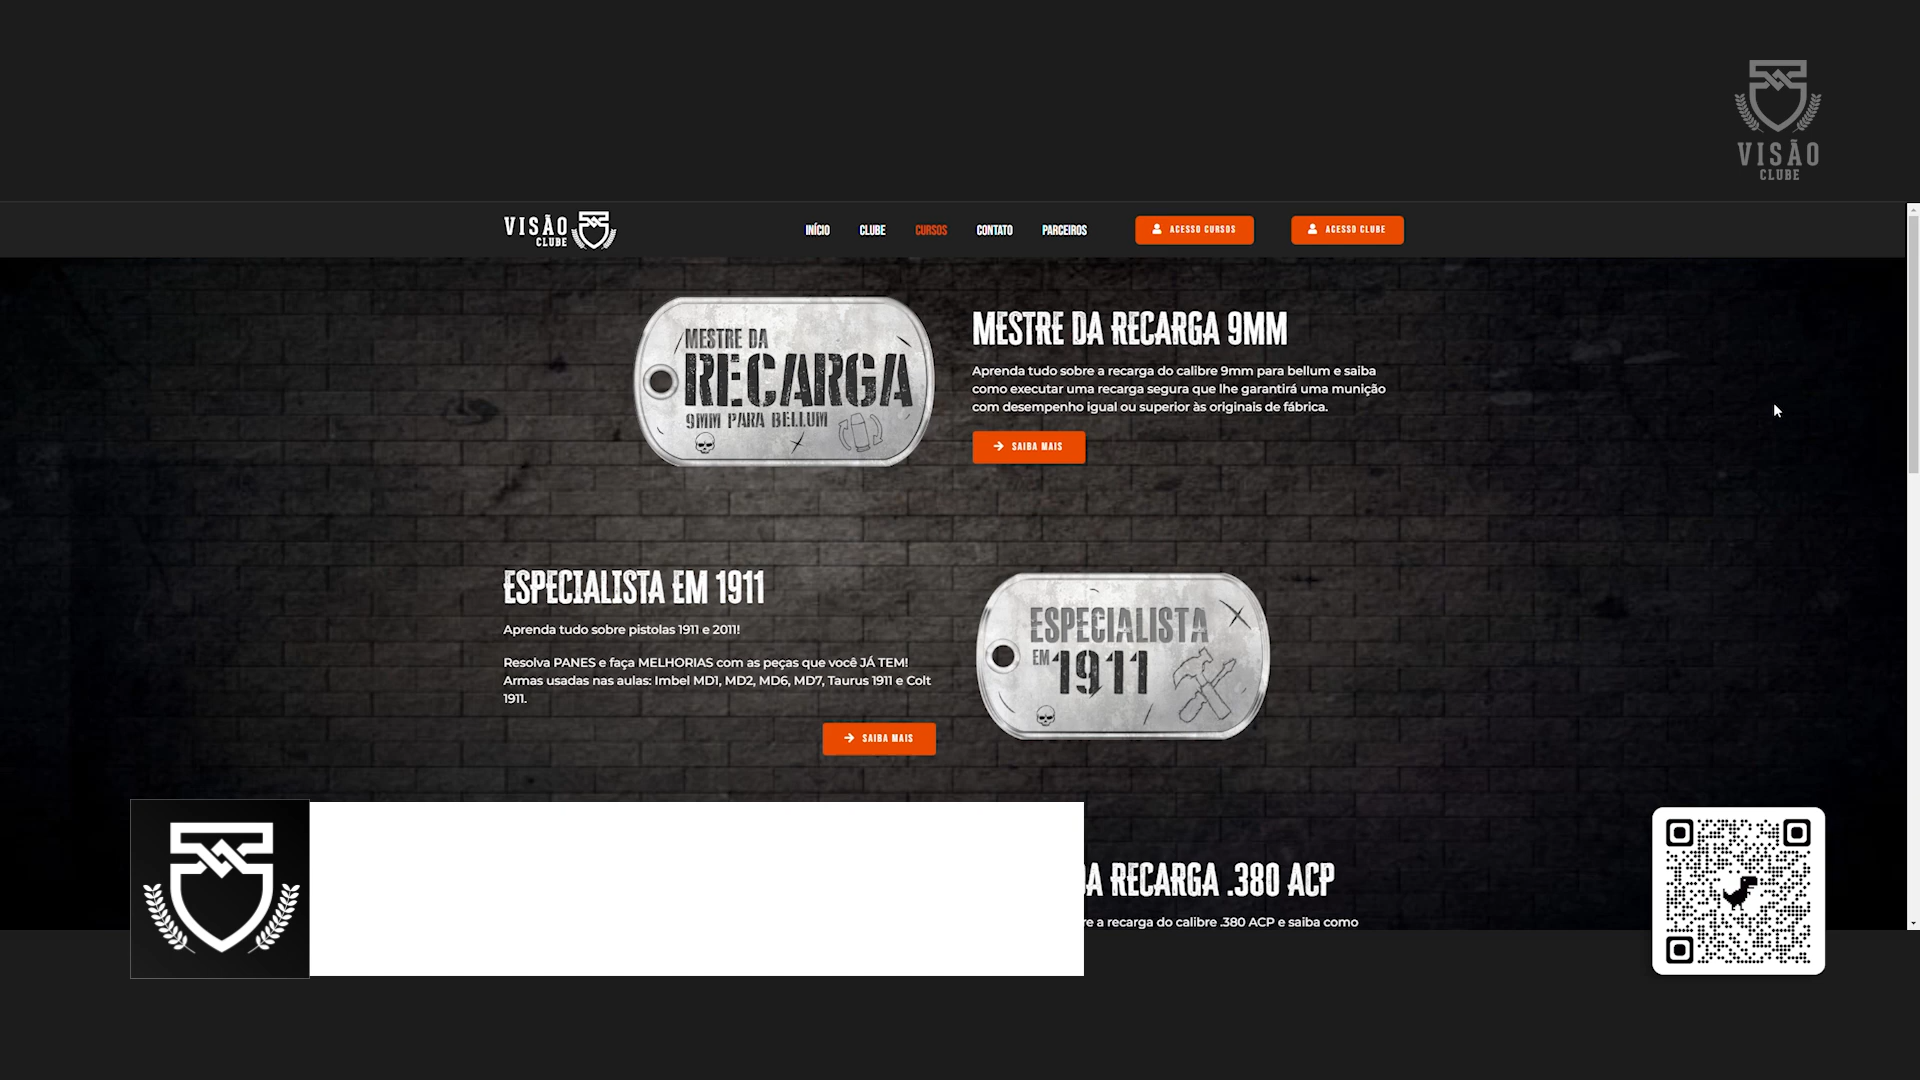 VISÃO
CLUBE
VISÃO
CLUBE
INÍCIO
CLUBE
CURSOS
CONTATO
PARCEIROS
ACESSO CURSOS
ACESSO CLUBE
MESTRE DA
RECARGA
9MM PARA BELLUM
MESTRE DA RECARGA 9MM
Aprenda tudo sobre a recarga do calibre 9mm para bellum e saiba
como executar uma recarga segura que lhe garantirá uma munição
com desempenho igual ou superior às originais de fábrica.
SAIBA MAIS
ESPECIALISTA EM 1911
Aprenda tudo sobre pistolas 1911 e 2011!
Resolva PANES e faça MELHORIAS com as peças que você JÁ TEM!
Armas usadas nas aulas: Imbel MD1, MD2, MD6, MD7, Taurus 1911 e Colt
1911.
SAIBA MAIS
ESPECIALISTA
EM 1911
DA RECARGA .380 ACP
re a recarga do calibre .380 ACP e saiba como